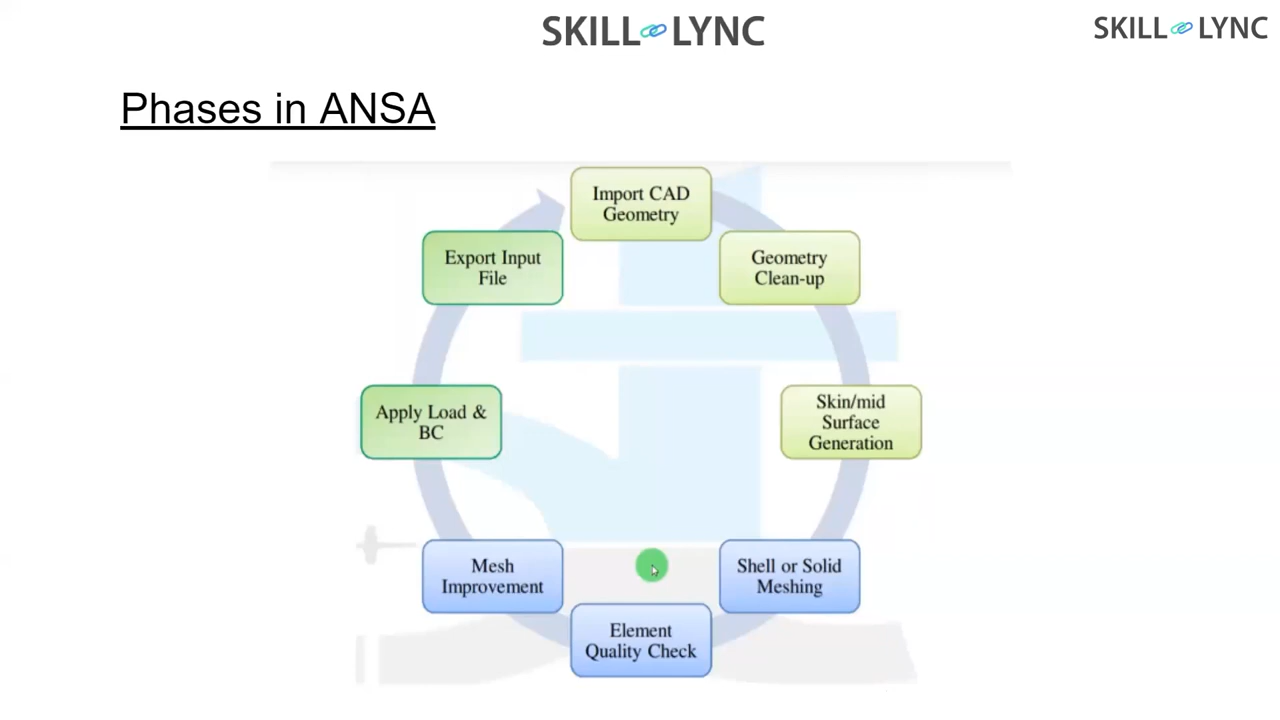 SKILL LYNC
SKILL LYNC
Phases in ANSA
Import CAD
Geometry
Geometry
Clean-up
Skin/mid
Surface
Generation
Shell or Solid
Meshing
Element
Quality Check
Mesh
Improvement
Apply Load &
BC
Export Input
File